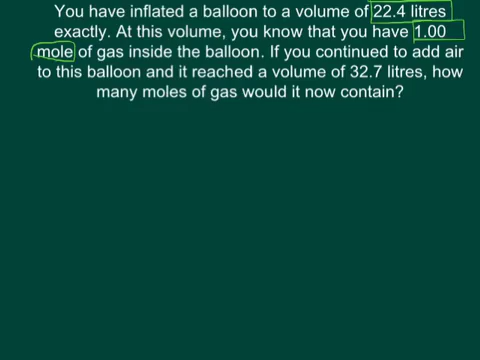 You have inflated a balloon to a volume of 22.4 litres
exactly. At this volume, you know that you have 1.00
mole of gas inside the balloon. If you continued to add air
to this balloon and it reached a volume of 32.7 litres, how
many moles of gas would it now contain?